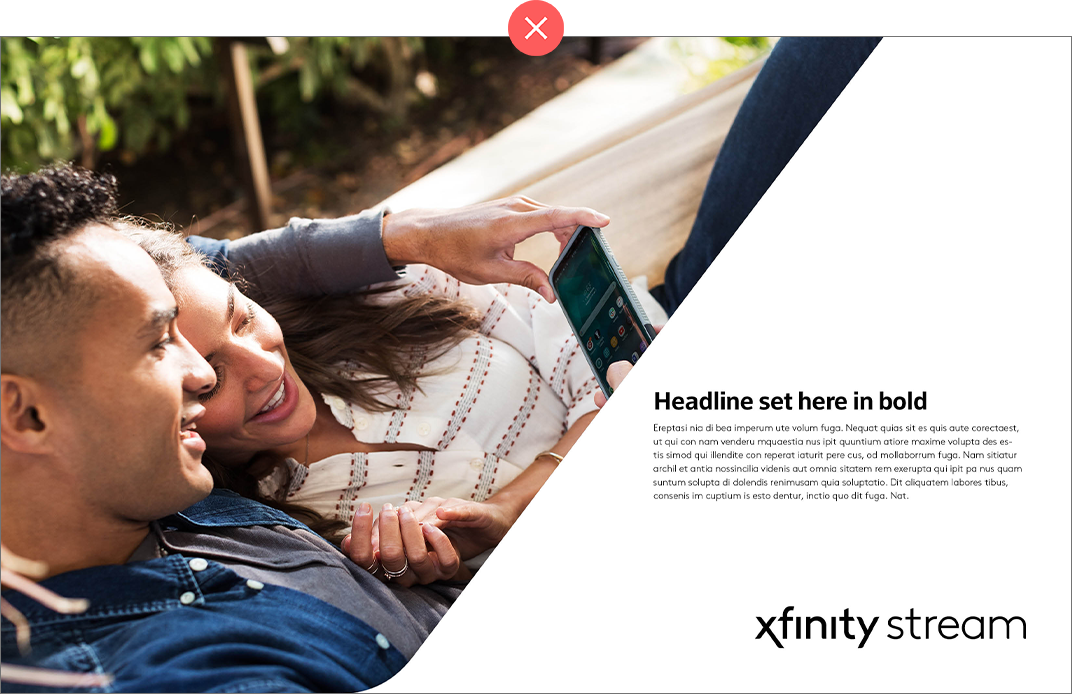 Headline set here in bold
Ereptasi nio di bea imperum ute volum fuga. Nequat quias sit es quis aute corectaest,
ut qui con nam venderu mquaestia nus ipit quuntium atiore maxime volupta des es-
tis simod qui illendite con reperat iaturit pere cus, od mollaborrum fuga. Nam sitiatur
archil et antia nossincilia videnis aut omnia sitatem rem exerupta qui ipit pa nus quam
suntum solupta di dolendis renimusam quia soluptatio. Dit aliquatem labores tibus,
consenis im cuptium is esto dentur, inctio quo dit fuga. Nat.
xfinity stream